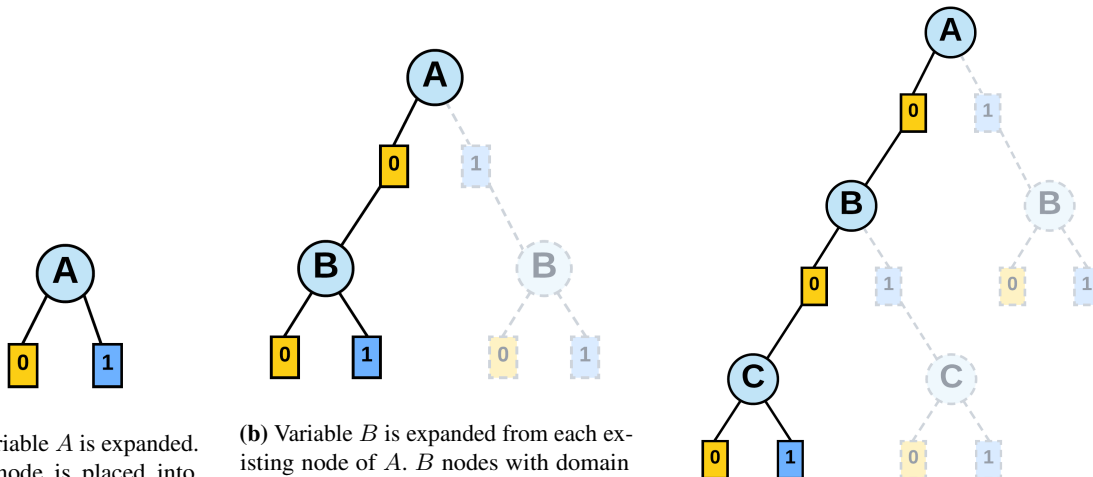 A
0 1
riable A is expanded.
node is placed into
A
0 1
B B
0 1 0 1
(b) Variable B is expanded from each ex-
isting node of A. B nodes with domain
A
0 1
B B
0 1 0 1
C C
0 1 0 1